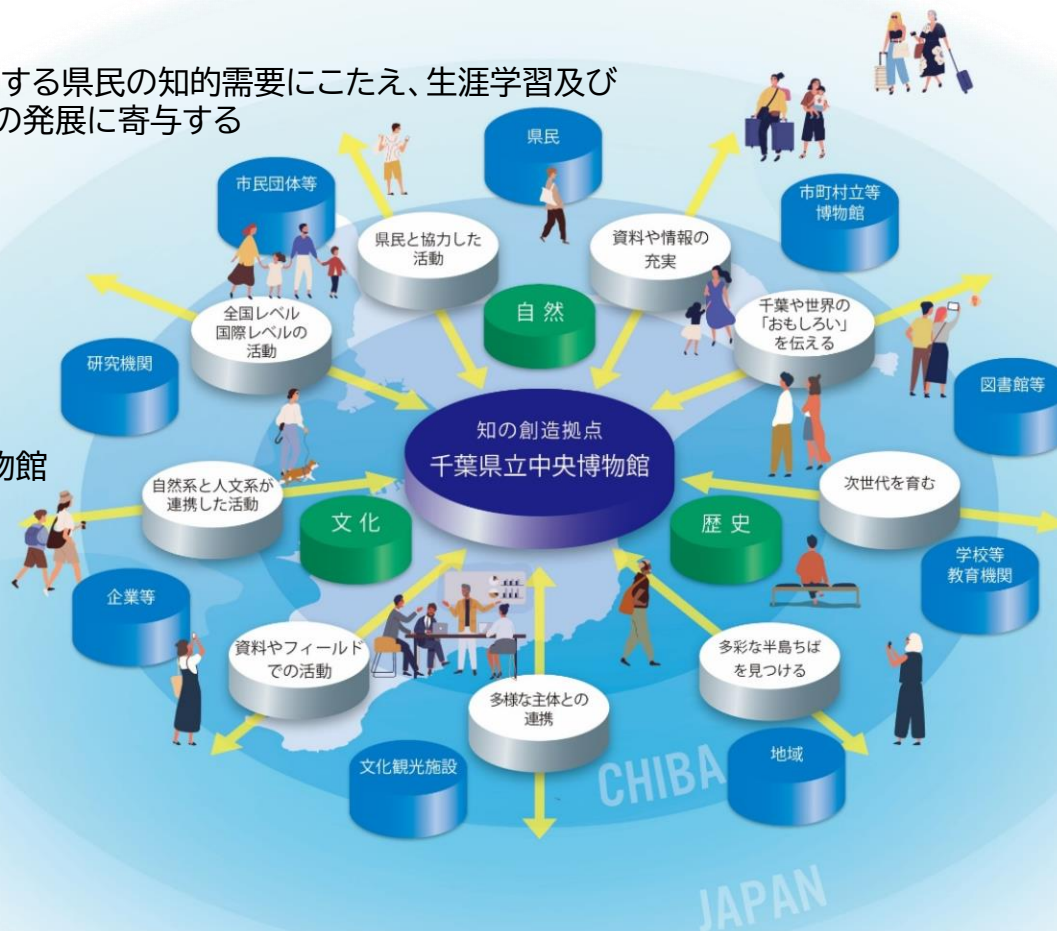 する県民の知的需要にこたえ、生涯学習及び
の発展に寄与する
県民
市民団体等
市町村立等
博物館
県民と協力した
活動
資料や情報の
充実
自然
全国レベル
国際レベルの
活動
千葉や世界の
「おもしろい」
を伝える
研究機関
図書館等
知の創造拠点
千葉県立中央博物館
物館
自然系と人文系が
連携した活動
次世代を育む
文化
歴史
学校等
教育機関
企業等
資料やフィールド
での活動
多彩な半島ちば
を見つける
多様な主体との
連携
文化観光施設
地域
CHIBA
JAPAN